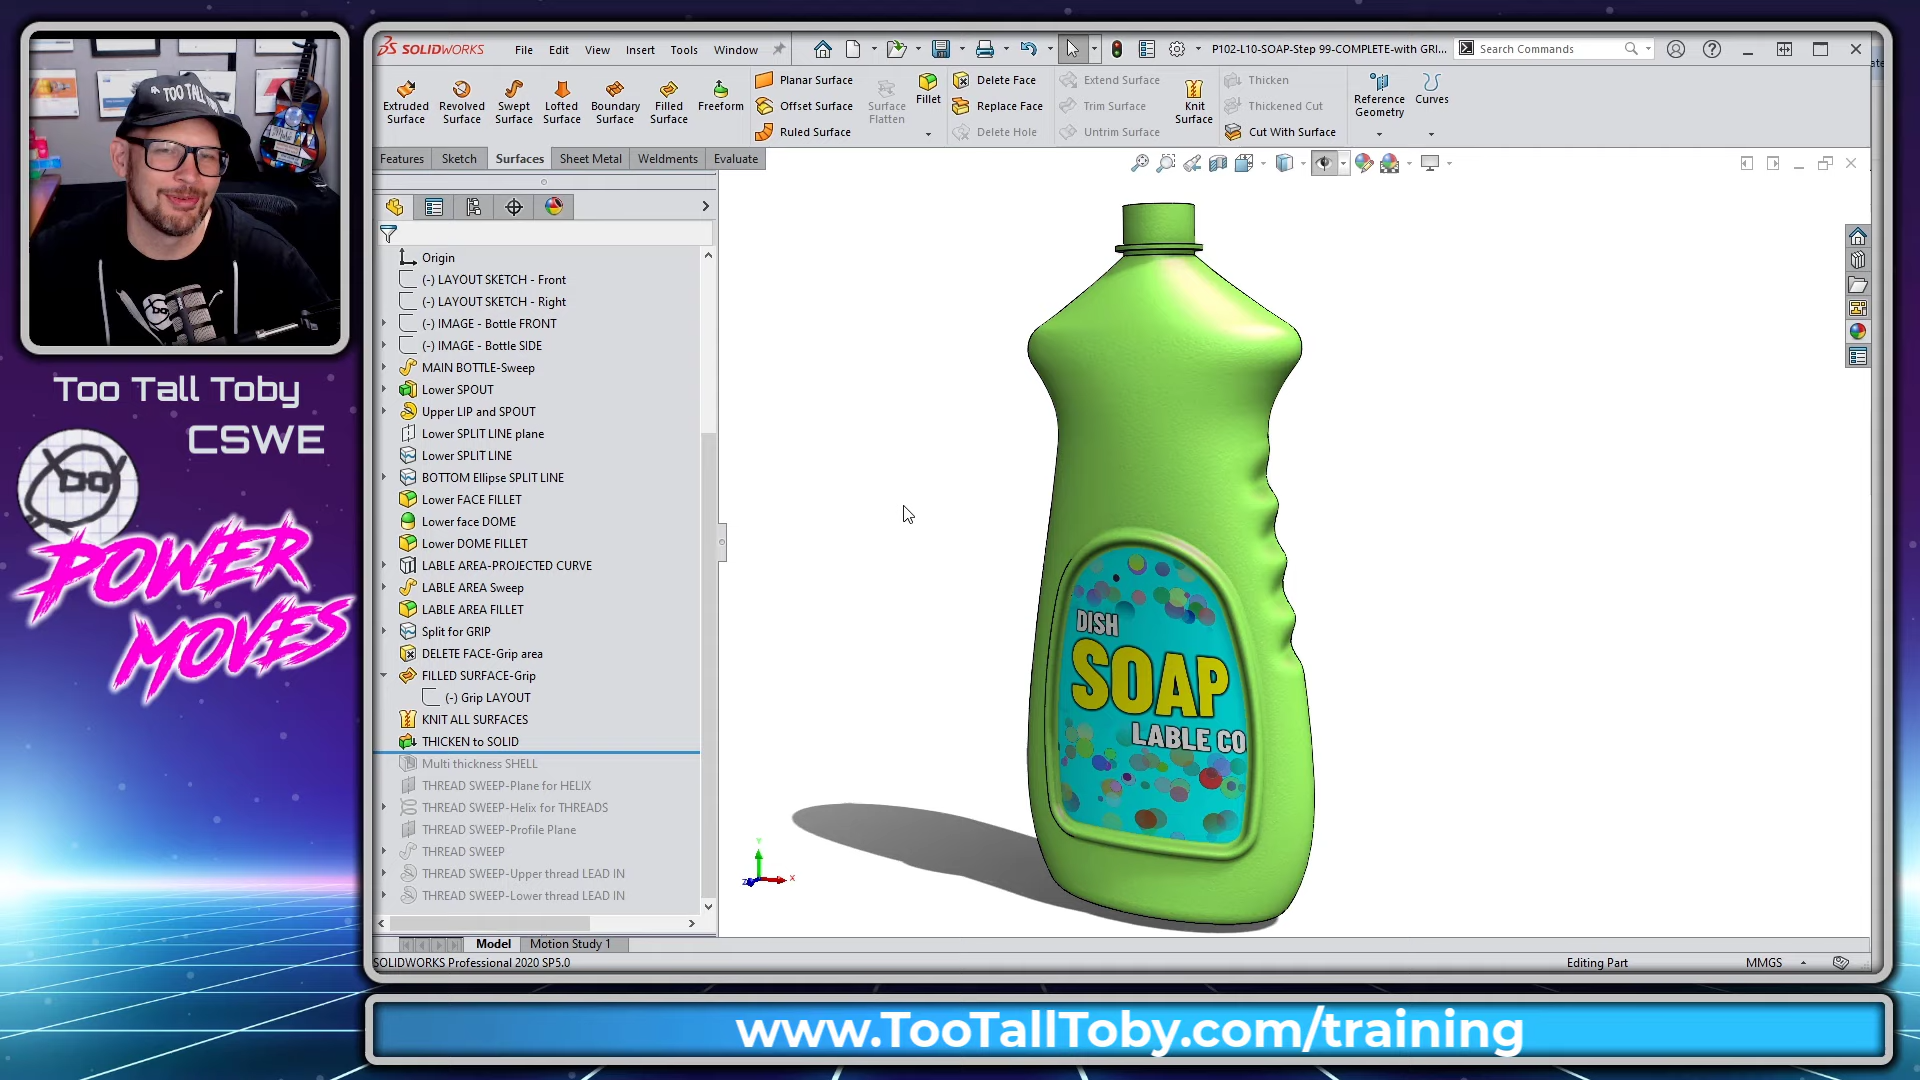 TOO TALL TO
Too Tall Toby
CSWE
POWER
MOVES
SOLIDWORKS
File Edit View Insert Tools Window
P102-L10-SOAP-Step 99-COMPLETE-with GRI...
Search Commands
Extruded Surface
Revolved Surface
Swept Surface
Lofted Surface
Boundary Surface
Filled Surface
Freeform
Planar Surface
Offset Surface
Ruled Surface
Surface Flatten
Fillet
Delete Face
Replace Face
Delete Hole
Extend Surface
Trim Surface
Untrim Surface
Knit Surface
Thicken
Thickened Cut
Cut With Surface
Reference Geometry
Curves
Features Sketch Surfaces Sheet Metal Weldments Evaluate
Origin
(-) LAYOUT SKETCH - Front
(-) LAYOUT SKETCH - Right
(-) IMAGE - Bottle FRONT
(-) IMAGE - Bottle SIDE
MAIN BOTTLE-Sweep
Lower SPOUT
Upper LIP and SPOUT
Lower SPLIT LINE plane
Lower SPLIT LINE
BOTTOM Ellipse SPLIT LINE
Lower FACE FILLET
Lower face DOME
Lower DOME FILLET
LABLE AREA-PROJECTED CURVE
LABLE AREA Sweep
LABLE AREA FILLET
Split for GRIP
DELETE FACE-Grip area
FILLED SURFACE-Grip
(-) Grip LAYOUT
KNIT ALL SURFACES
THICKEN to SOLID
Multi thickness SHELL
THREAD SWEEP-Plane for HELIX
THREAD SWEEP-Helix for THREADS
THREAD SWEEP-Profile Plane
THREAD SWEEP
THREAD SWEEP-Upper thread LEAD IN
THREAD SWEEP-Lower thread LEAD IN
DISH
SOAP
LABLE CO
Y
X
Z
Model Motion Study 1
SOLIDWORKS Professional 2020 SP5.0
Editing Part
MMGS
www.TooTallToby.com/training